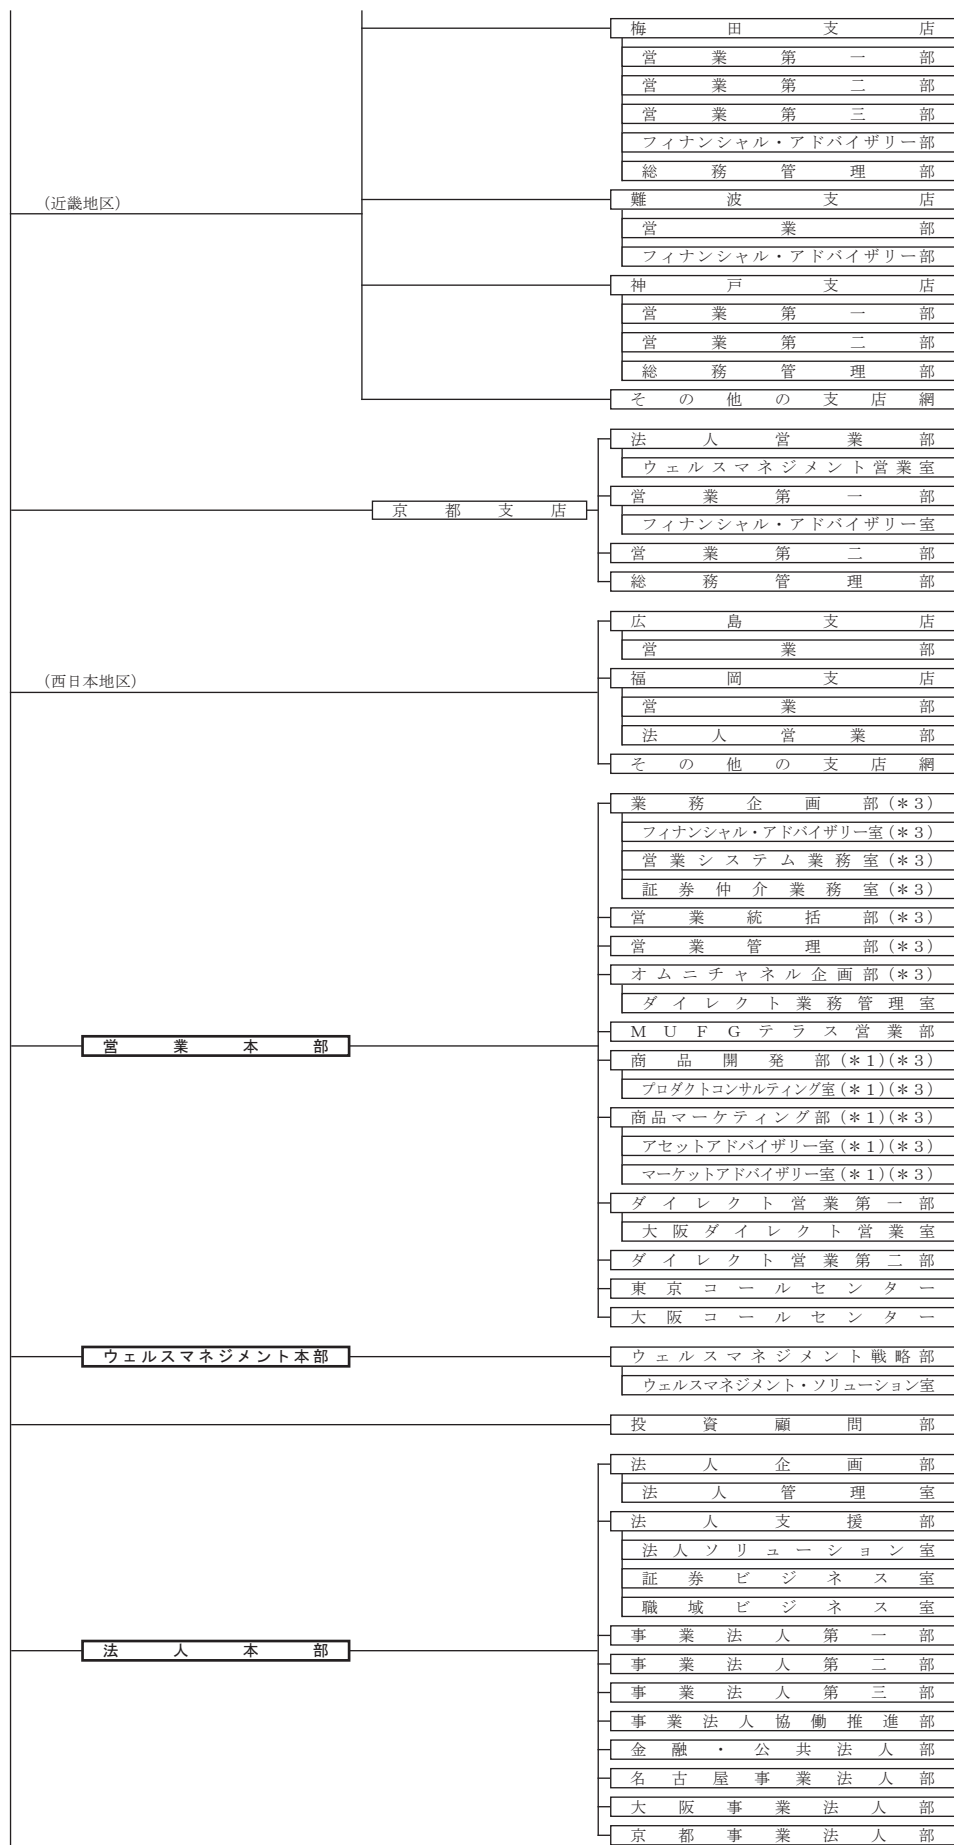 梅田支店
営業第一部
営業第二部
営業第三部
フィナンシャル・アドバイザリー部
総務管理部
(近畿地区)
難波支店
営業部
フィナンシャル・アドバイザリー部
神戸支店
営業第一部
営業第二部
総務管理部
その他の支店網
法人営業部
ウェルスマネジメント営業室
京都支店
営業第一部
フィナンシャル・アドバイザリー室
営業第二部
総務管理部
広島支店
営業部
(西日本地区)
福岡支店
営業部
法人営業部
その他の支店網
業務企画部(＊3)
フィナンシャル・アドバイザリー室(＊3)
営業システム業務室(＊3)
証券仲介業務室(＊3)
営業統括部(＊3)
営業管理部(＊3)
オムニチャネル企画部(＊3)
ダイレクト業務管理室
MUFGテラス営業部
営業本部
商品開発部(＊1)(＊3)
プロダクトコンサルティング室(＊1)(＊3)
商品マーケティング部(＊1)(＊3)
アセットアドバイザリー室(＊1)(＊3)
マーケットアドバイザリー室(＊1)(＊3)
ダイレクト営業第一部
大阪ダイレクト営業室
ダイレクト営業第二部
東京コールセンター
大阪コールセンター
ウェルスマネジメント本部
ウェルスマネジメント戦略部
ウェルスマネジメント・ソリューション室
投資顧問部
法人企画部
法人管理室
法人支援部
法人ソリューション室
証券ビジネス室
職域ビジネス室
事業法人第一部
法人本部
事業法人第二部
事業法人第三部
事業法人協働推進部
金融・公共法人部
名古屋事業法人部
大阪事業法人部
京都事業法人部